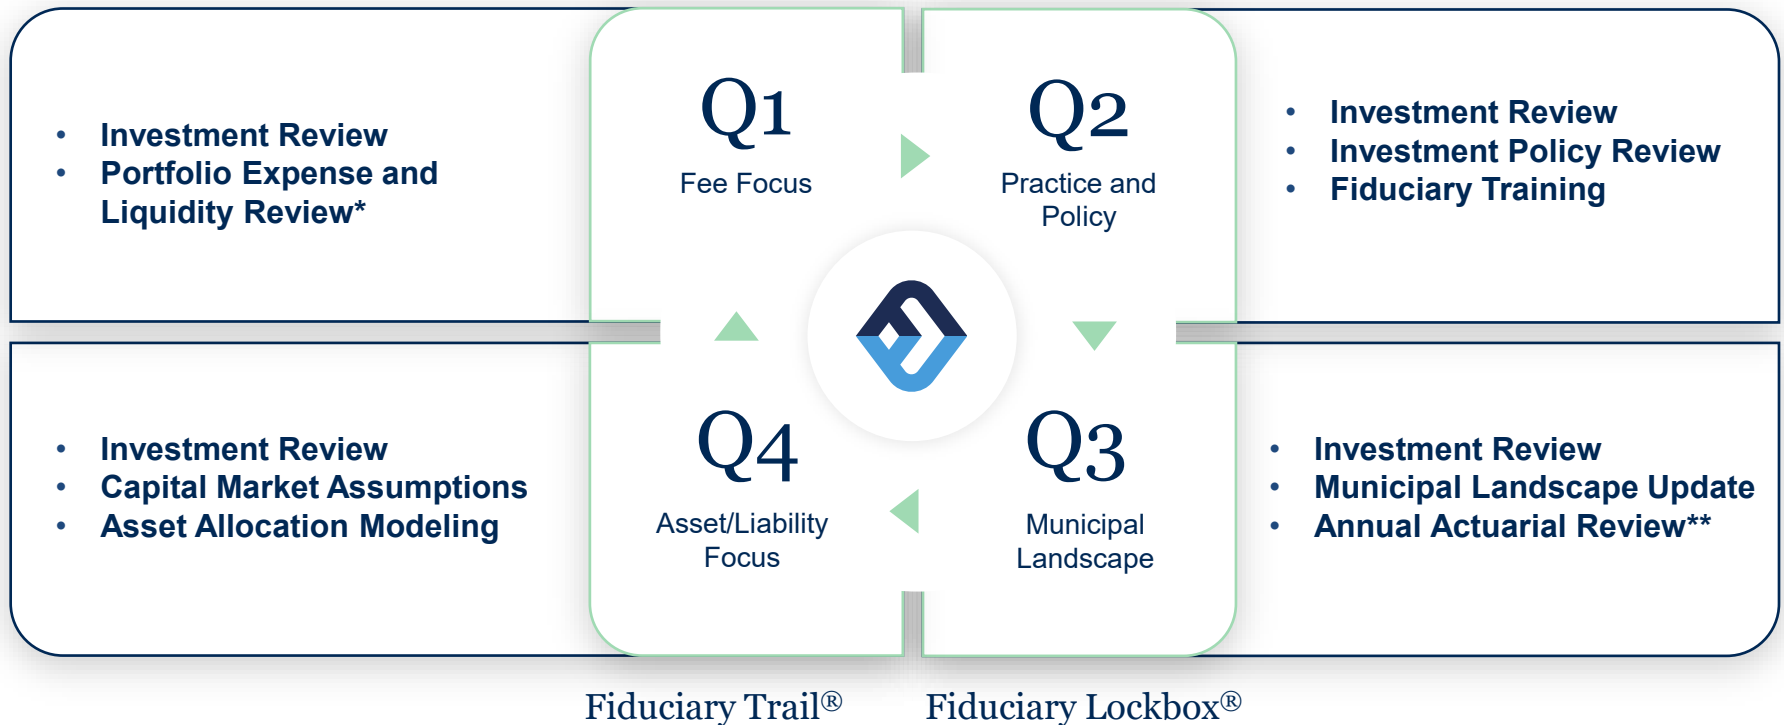 Q1
Fee Focus
• Investment Review
• Portfolio Expense and
Liquidity Review*
Q2
Practice and
Policy
• Investment Review
• Investment Policy Review
• Fiduciary Training
Q4
Asset/Liability
Focus
• Investment Review
• Capital Market Assumptions
• Asset Allocation Modeling
Q3
Municipal
Landscape
• Investment Review
• Municipal Landscape Update
• Annual Actuarial Review**
Fiduciary Trail®
Fiduciary Lockbox®